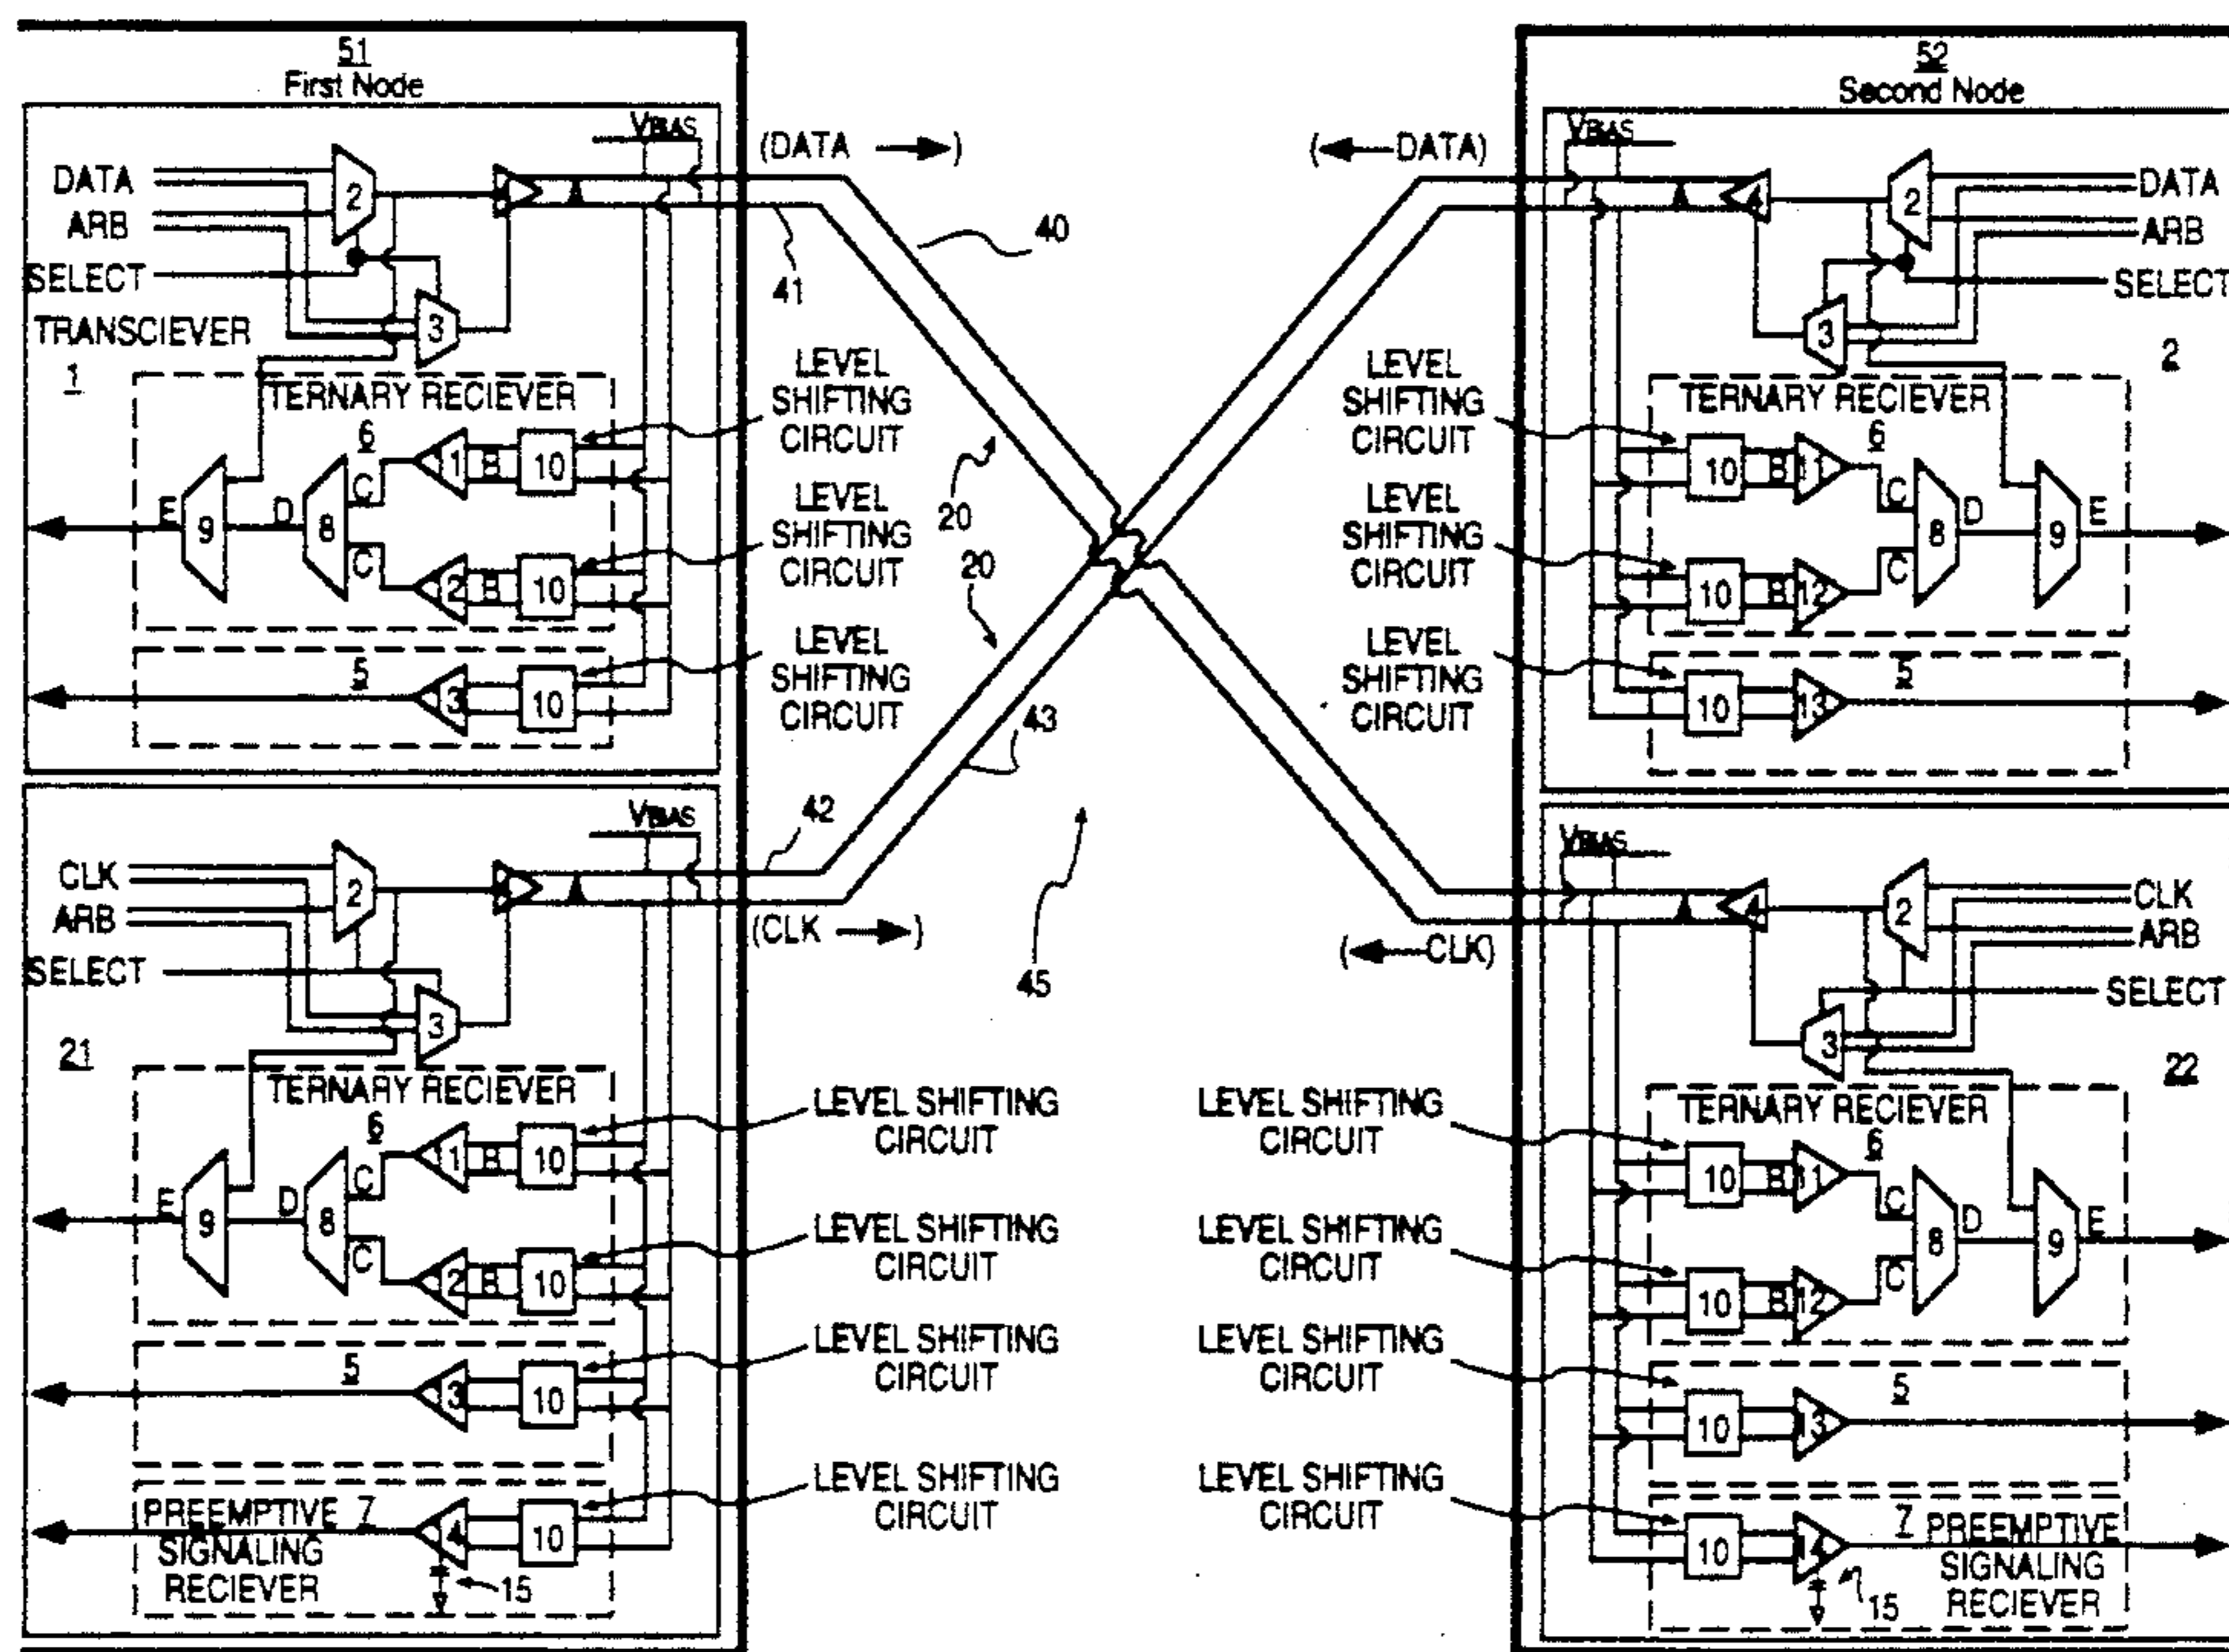 51
First Node
VBIAS
DATA
ARB
SELECT
TRANSCIEVER
1
2
3
TERNARY RECIEVER
6
E
9
D
8
C
C
1
B
10
2
B
10
5
3
10
(DATA → )
40
41
LEVEL
SHIFTING
CIRCUIT
LEVEL
SHIFTING
CIRCUIT
LEVEL
SHIFTING
CIRCUIT
20
20
43
42
(CLK → )
45
VBIAS
CLK
ARB
SELECT
21
2
3
TERNARY RECIEVER
6
E
9
D
8
C
C
1
B
10
2
B
10
5
3
10
PREEMPTIVE
SIGNALING
RECIEVER
7
4
10
15
LEVEL SHIFTING
CIRCUIT
LEVEL SHIFTING
CIRCUIT
LEVEL SHIFTING
CIRCUIT
LEVEL SHIFTING
CIRCUIT
52
Second Node
VBIAS
(←DATA)
4
2
3
DATA
ARB
SELECT
2
LEVEL
SHIFTING
CIRCUIT
LEVEL
SHIFTING
CIRCUIT
LEVEL
SHIFTING
CIRCUIT
TERNARY RECIEVER
6
10
B
11
C
10
B
12
C
8
D
9
E
5
10
13
VBIAS
(←CLK)
4
2
3
CLK
ARB
SELECT
22
LEVEL SHIFTING
CIRCUIT
LEVEL SHIFTING
CIRCUIT
LEVEL SHIFTING
CIRCUIT
LEVEL SHIFTING
CIRCUIT
TERNARY RECIEVER
6
10
B
11
C
10
B
12
C
8
D
9
E
5
10
13
10
14
15
7
PREEMPTIVE
SIGNALING
RECIEVER